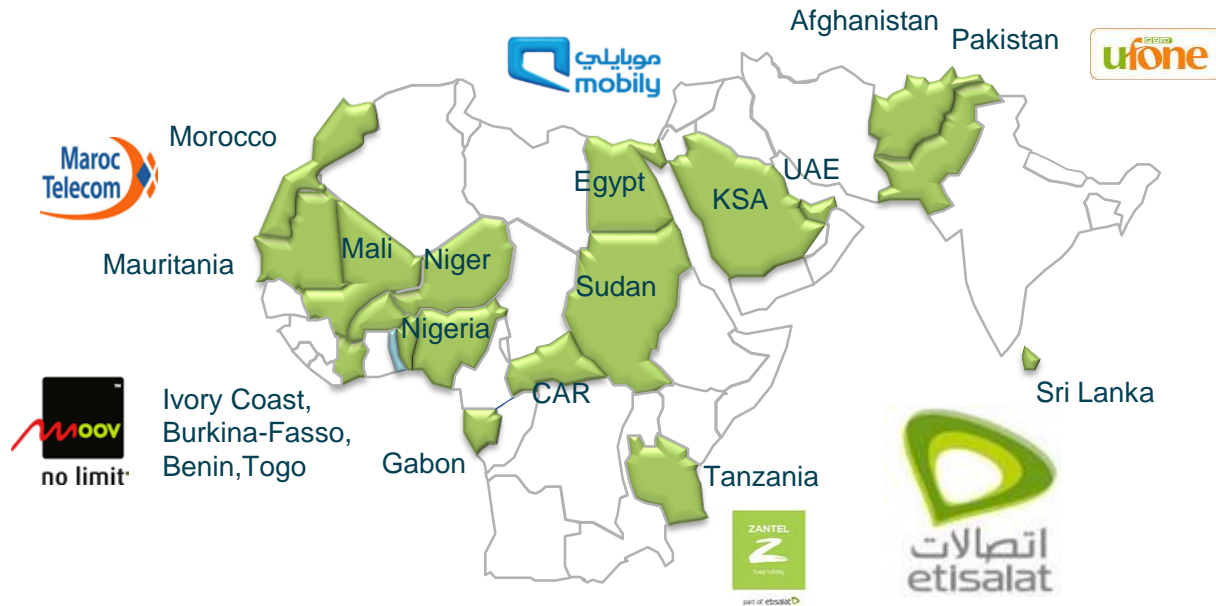 Afghanistan
Pakistan
GSM
ufone
موبايلي
mobily
Morocco
Maroc
Telecom
Egypt
UAE
KSA
Mauritania
Mali
Niger
Sudan
Nigeria
CAR
Sri Lanka
TM
moov
no limit
Ivory Coast,
Burkina-Fasso,
Benin,Togo
Gabon
Tanzania
ZANTEL
Z
part of etisalat
اتصالات
etisalat